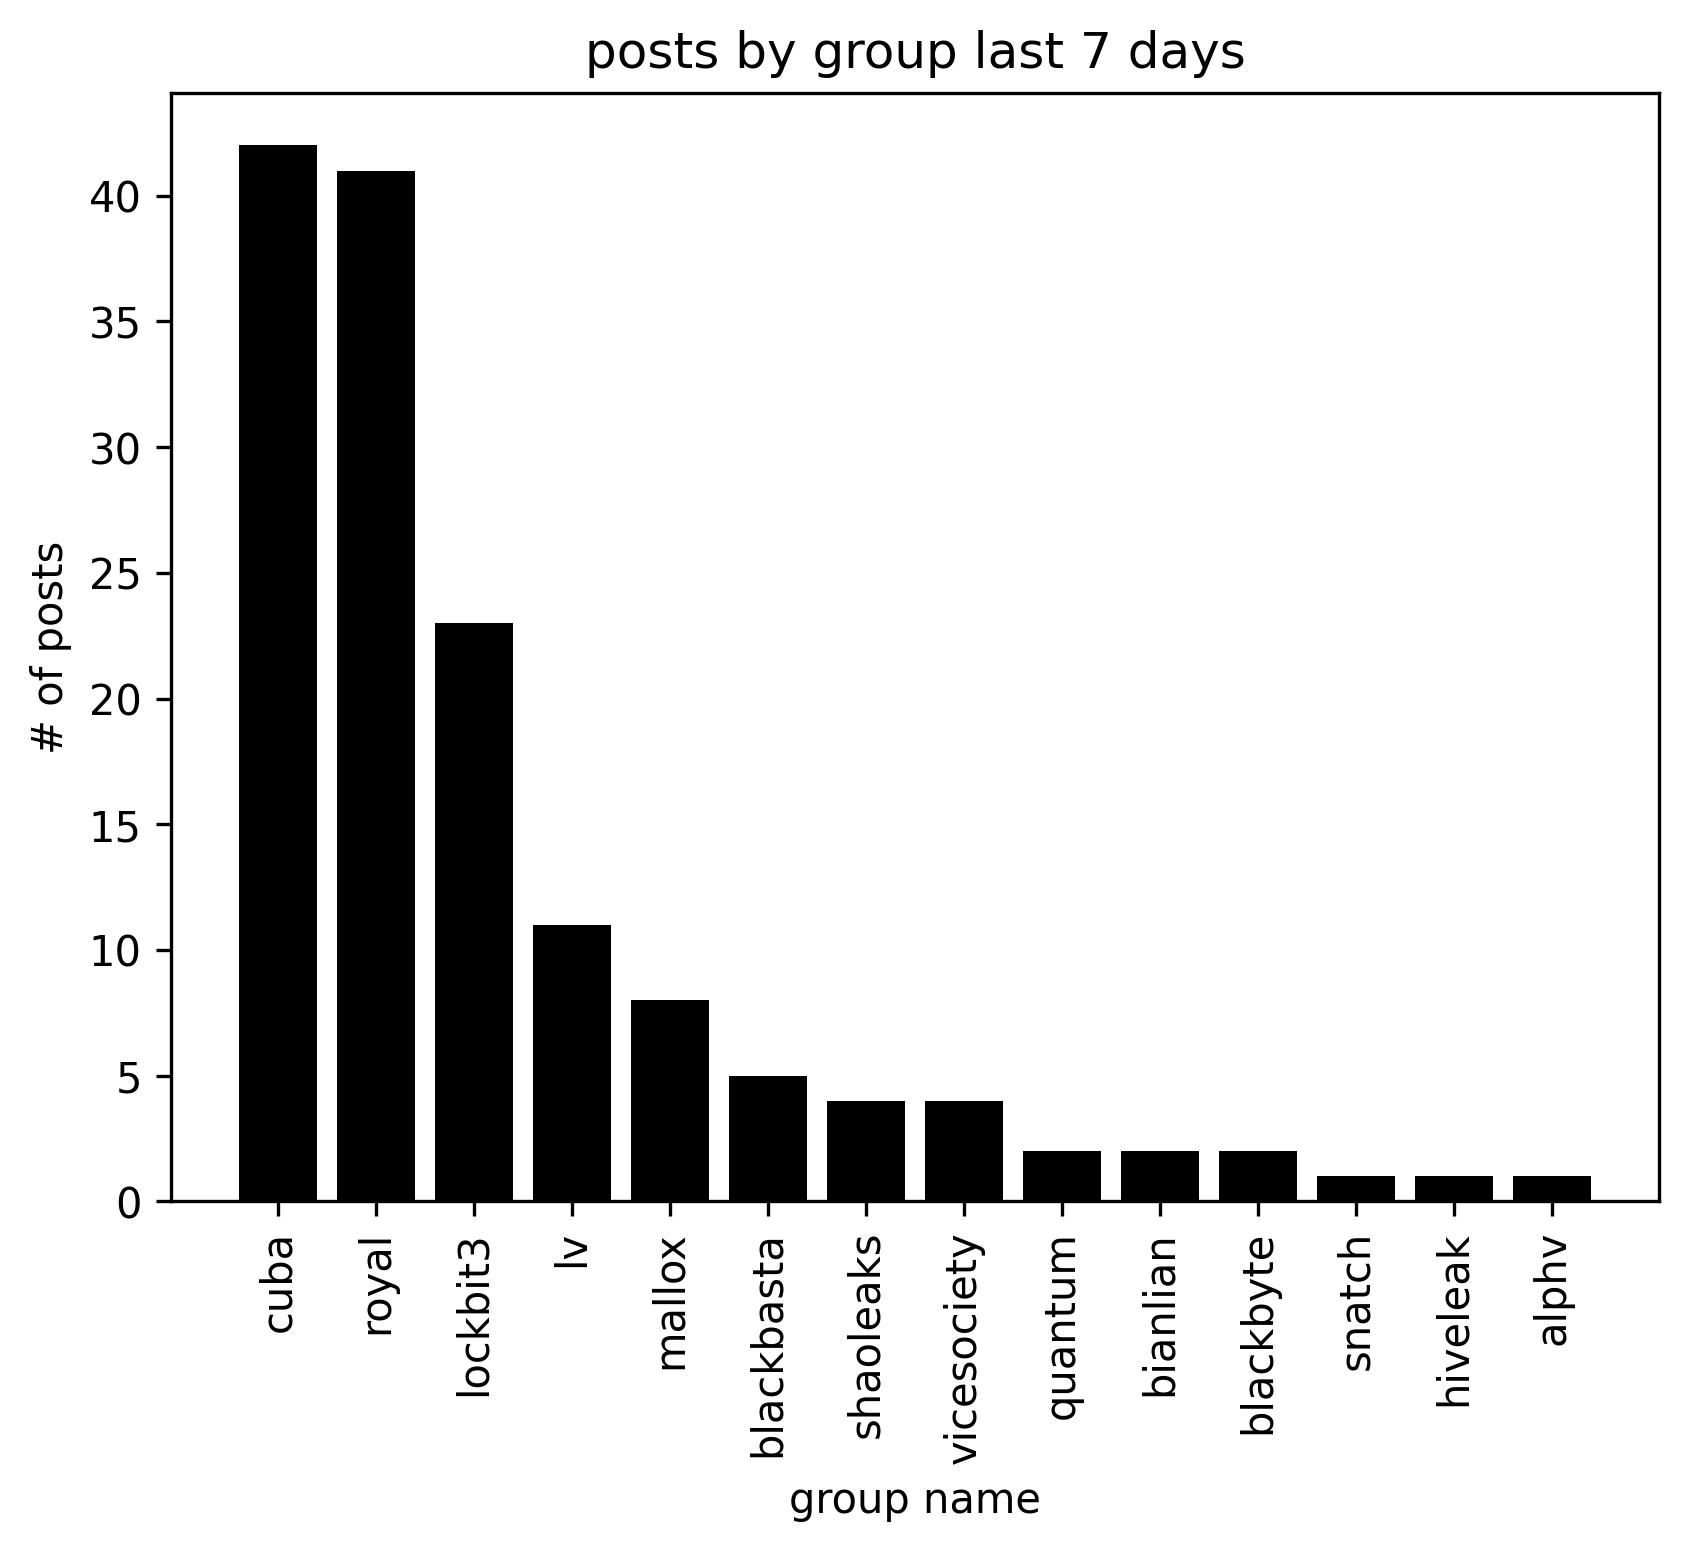 posts by group last 7 days
# of posts
40
35
30
25
20
15
10
5
0
cuba
royal
lockbit3
lv
mallox
blackbasta
shaoleaks
vicesociety
quantum
bianlian
blackbyte
snatch
hiveleak
alphv
group name